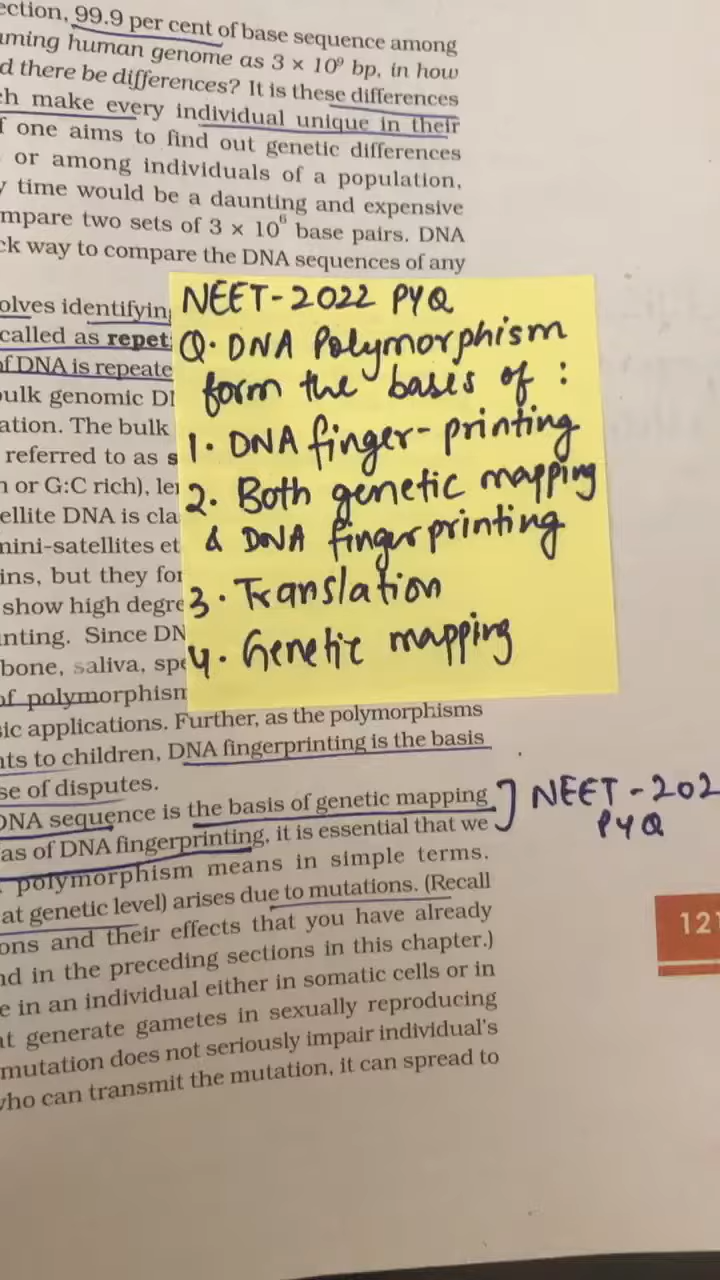 ection, 99.9 per cent of base sequence among
uming human genome as 3 × 10⁹ bp, in how
d there be differences? It is these differences
ch make every individual unique in their
f one aims to find out genetic differences
or among individuals of a population,
y time would be a daunting and expensive
mpare two sets of 3 × 10⁶ base pairs. DNA
ck way to compare the DNA sequences of any
olves identifyin
called as repet
of DNA is repeate
bulk genomic D
ation. The bulk
referred to as s
n or G:C rich), le
ellite DNA is cla
mini-satellites et
ins, but they for
show high degre
nting. Since DN
bone, saliva, spe
of polymorphism
NEET-2022 PYQ
Q. DNA Polymorphism
form the bases of :
1. DNA finger-printing
2. Both genetic mapping
& DNA fingerprinting
3. Translation
4. Genetic mapping
sic applications. Further, as the polymorphisms
nts to children, DNA fingerprinting is the basis
se of disputes.
DNA sequence is the basis of genetic mapping
as of DNA fingerprinting, it is essential that we
polymorphism means in simple terms.
at genetic level) arises due to mutations. (Recall
ons and their effects that you have already
nd in the preceding sections in this chapter.)
e in an individual either in somatic cells or in
at generate gametes in sexually reproducing
mutation does not seriously impair individual's
who can transmit the mutation, it can spread to
] NEET-202
PYQ
121